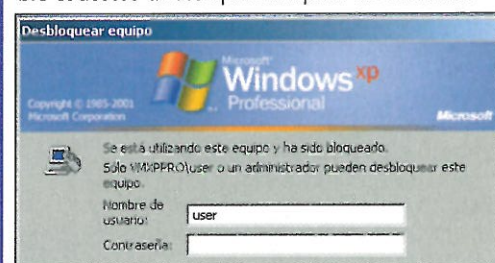 Desbloquear equipo
Microsoft
Windows xp
Professional
Copyright © 1985-2001
Microsoft Corporation
Microsoft
Se está utilizando este equipo y ha sido bloqueado.
Sólo VMXPPRO\user o un administrador pueden desbloquear este
equipo.
Nombre de
usuario:
user
Contraseña: